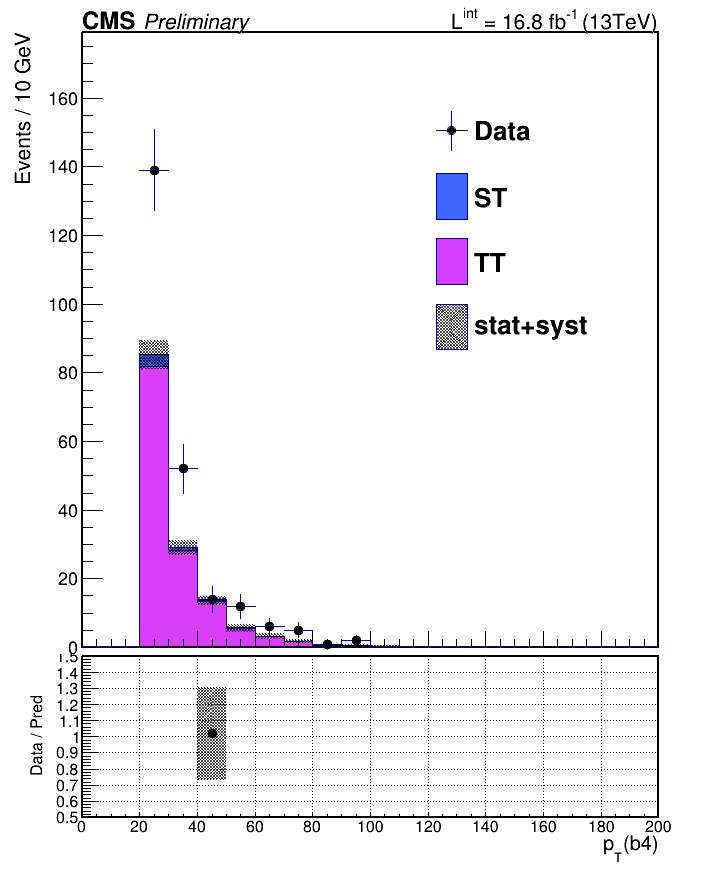 CMS Preliminary L^int = 16.8 fb^-1 (13TeV)
Events / 10 GeV
160
140
120
100
80
60
40
20
0
Data
ST
TT
stat+syst
Data / Pred
1.5
1.4
1.3
1.2
1.1
1
0.9
0.8
0.7
0.6
0.5
0 20 40 60 80 100 120 140 160 180 200
p_T(b4)